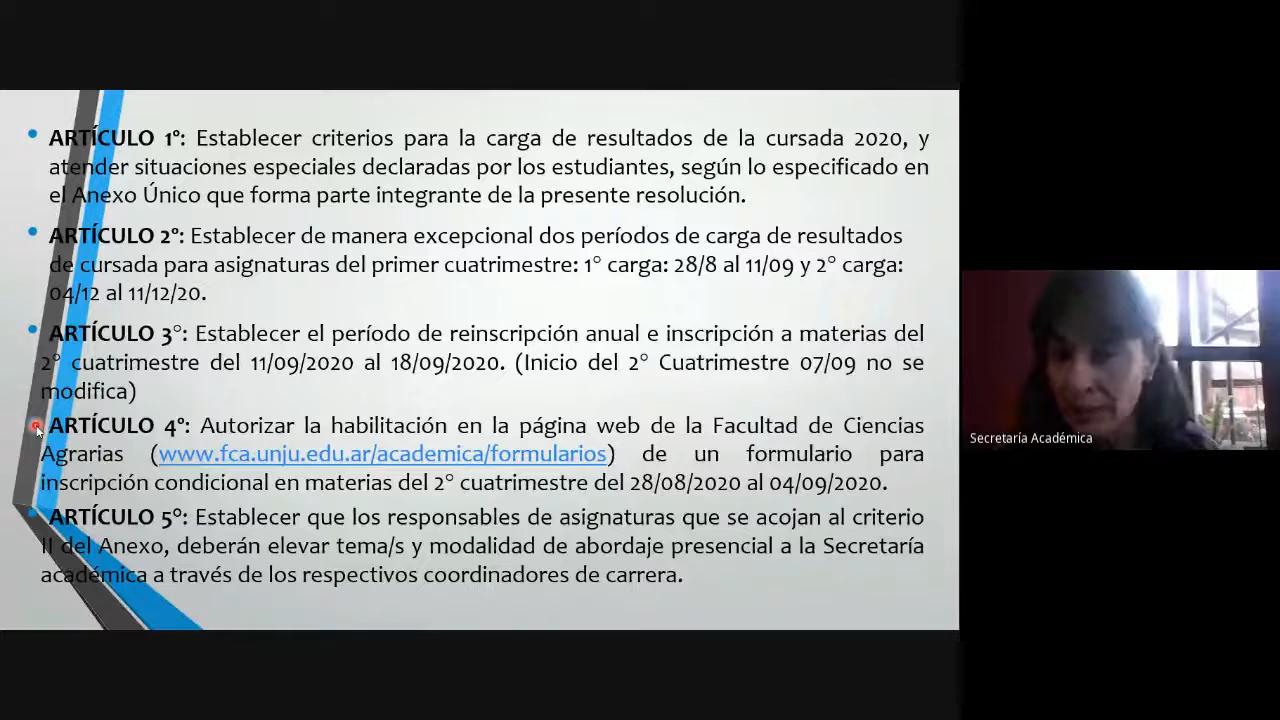 ARTÍCULO 1º: Establecer criterios para la carga de resultados de la cursada 2020, y
atender situaciones especiales declaradas por los estudiantes, según lo especificado en
el Anexo Único que forma parte integrante de la presente resolución.
ARTÍCULO 2º: Establecer de manera excepcional dos períodos de carga de resultados
de cursada para asignaturas del primer cuatrimestre: 1° carga: 28/8 al 11/09 y 2° carga:
04/12 al 11/12/20.
ARTÍCULO 3°: Establecer el período de reinscripción anual e inscripción a materias del
2° cuatrimestre del 11/09/2020 al 18/09/2020. (Inicio del 2° Cuatrimestre 07/09 no se
modifica)
ARTÍCULO 4º: Autorizar la habilitación en la página web de la Facultad de Ciencias
Agrarias (www.fca.unju.edu.ar/academica/formularios) de un formulario para
inscripción condicional en materias del 2° cuatrimestre del 28/08/2020 al 04/09/2020.
ARTÍCULO 5°: Establecer que los responsables de asignaturas que se acojan al criterio
II del Anexo, deberán elevar tema/s y modalidad de abordaje presencial a la Secretaría
académica a través de los respectivos coordinadores de carrera.
Secretaría Académica